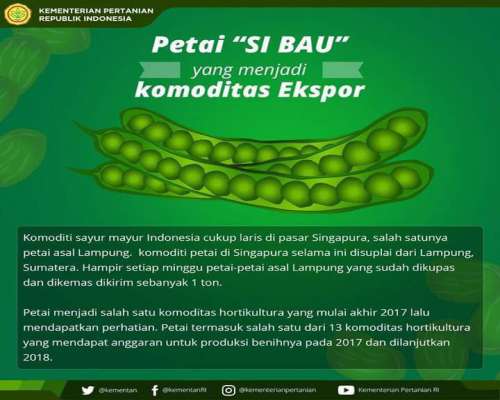 KEMENTERIAN PERTANIAN
REPUBLIK INDONESIA
Petai “SI BAU”
yang menjadi
komoditas Ekspor
Komoditi sayur mayur Indonesia cukup laris di pasar Singapura, salah satunya
petai asal Lampung. komoditi petai di Singapura selama ini disuplai dari Lampung,
Sumatera. Hampir setiap minggu petai-petai asal Lampung yang sudah dikupas
dan dikemas dikirim sebanyak 1 ton.
Petai menjadi salah satu komoditas hortikultura yang mulai akhir 2017 lalu
mendapatkan perhatian. Petai termasuk salah satu dari 13 komoditas hortikultura
yang mendapat anggaran untuk produksi benihnya pada 2017 dan dilanjutkan
2018.
@kementan @kementanRI @kementerianpertanian Kementerian Pertanian RI